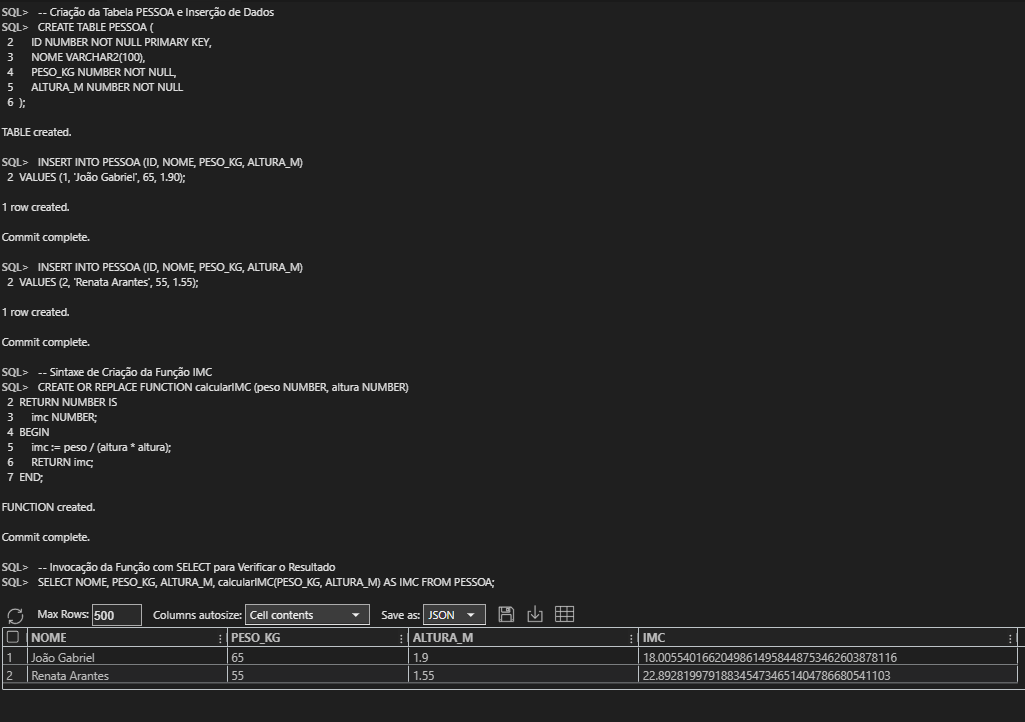 SQL> -- Criação da Tabela PESSOA e Inserção de Dados
SQL> CREATE TABLE PESSOA (
2 ID NUMBER NOT NULL PRIMARY KEY,
3 NOME VARCHAR2(100),
4 PESO_KG NUMBER NOT NULL,
5 ALTURA_M NUMBER NOT NULL
6 );
TABLE created.
SQL> INSERT INTO PESSOA (ID, NOME, PESO_KG, ALTURA_M)
2 VALUES (1, 'João Gabriel', 65, 1.90);
1 row created.
Commit complete.
SQL> INSERT INTO PESSOA (ID, NOME, PESO_KG, ALTURA_M)
2 VALUES (2, 'Renata Arantes', 55, 1.55);
1 row created.
Commit complete.
SQL> -- Sintaxe de Criação da Função IMC
SQL> CREATE OR REPLACE FUNCTION calcularIMC (peso NUMBER, altura NUMBER)
2 RETURN NUMBER IS
3 imc NUMBER;
4 BEGIN
5 imc := peso / (altura * altura);
6 RETURN imc;
7 END;
FUNCTION created.
Commit complete.
SQL> -- Invocação da Função com SELECT para Verificar o Resultado
SQL> SELECT NOME, PESO_KG, ALTURA_M, calcularIMC(PESO_KG, ALTURA_M) AS IMC FROM PESSOA;
Max Rows: 500 Columns autosize: Cell contents Save as: JSON
NOME PESO_KG ALTURA_M IMC
1 João Gabriel 65 1.9 18.0055401662049861495844875346260387​8116
2 Renata Arantes 55 1.55 22.8928199791883454734651404786680541103